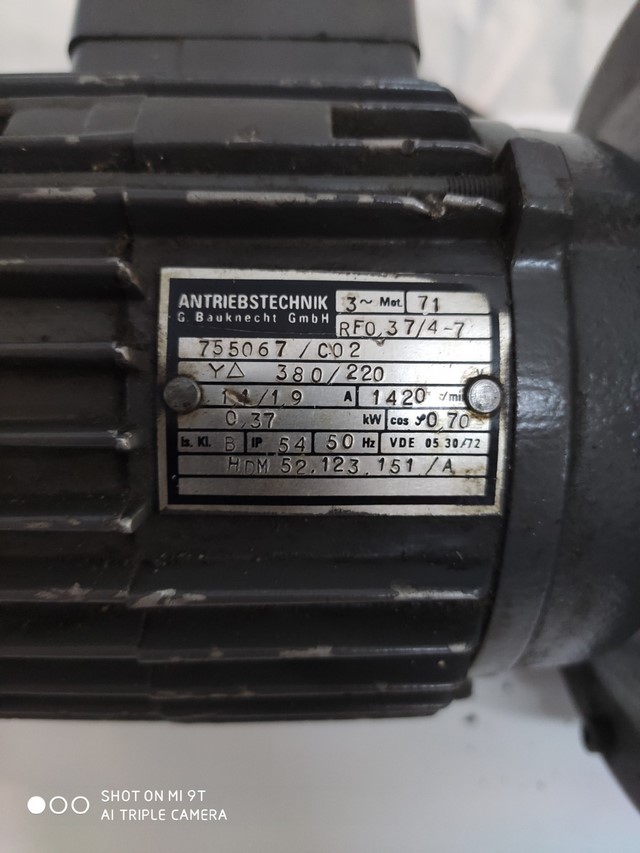 ANTRIEBSTECHNIK 3~ Mot. 71
G. Bauknecht GmbH RF0,37/4-7
755067/C02
Y△ 380/220 V
1,1/1,9 A 1420 /min
0,37 kW cos φ0,70
Is. Kl. B IP 54 50 Hz VDE 0530/72
HnM 52.123.151/A
SHOT ON MI 9T
AI TRIPLE CAMERA